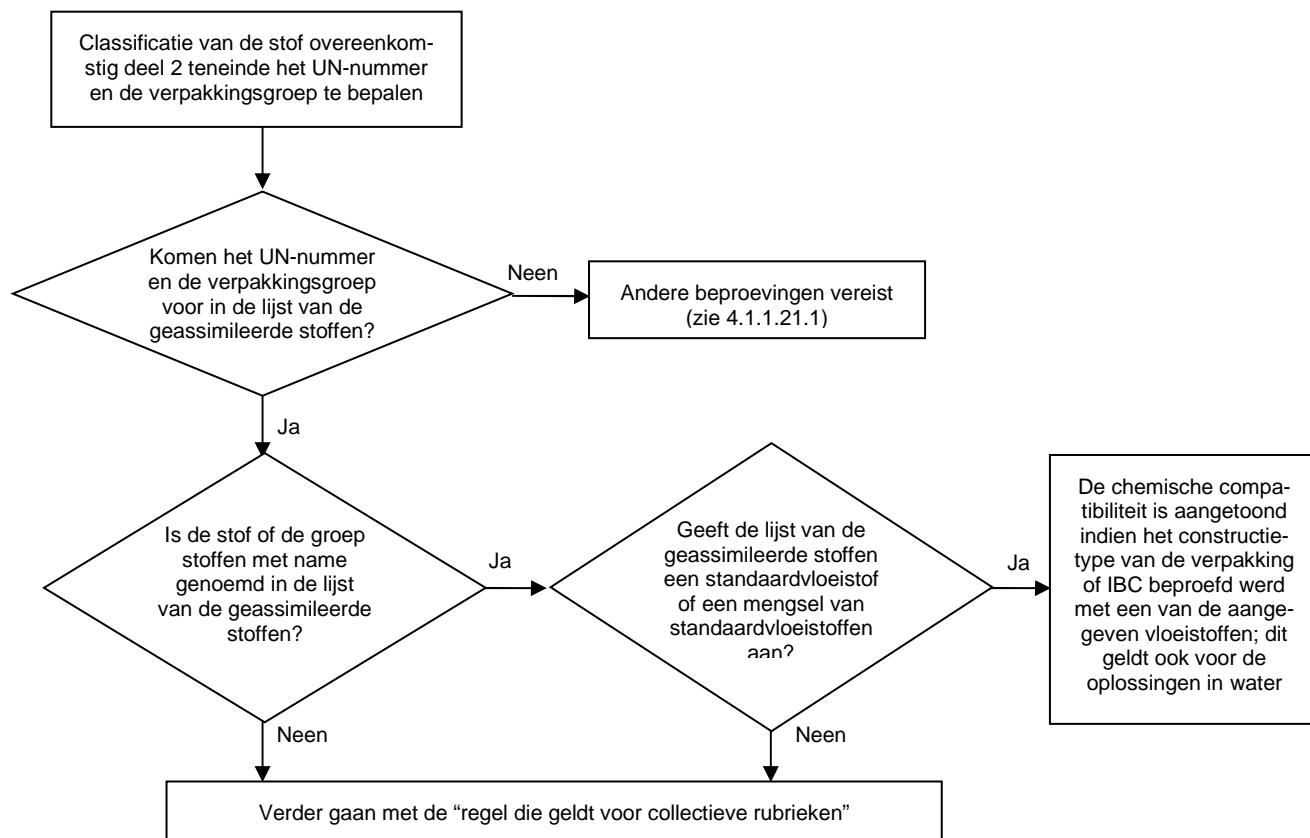 Classificatie van de stof overeenkom-
stig deel 2 teneinde het UN-nummer
en de verpakkingsgroep te bepalen
Komen het UN-nummer
en de verpakkingsgroep
voor in de lijst van de
geassimileerde stoffen?
Neen
Andere beproevingen vereist
(zie 4.1.1.21.1)
Ja
Is de stof of de groep
stoffen met name
genoemd in de lijst
van de geassimileerde
stoffen?
Ja
Geeft de lijst van de
geassimileerde stoffen
een standaardvloeistof
of een mengsel van
standaardvloeistoffen
aan?
Ja
De chemische compa-
tibiliteit is aangetoond
indien het constructie-
type van de verpakking
of IBC beproefd werd
met een van de aange-
geven vloeistoffen; dit
geldt ook voor de
oplossingen in water
Neen
Neen
Verder gaan met de “regel die geldt voor collectieve rubrieken”